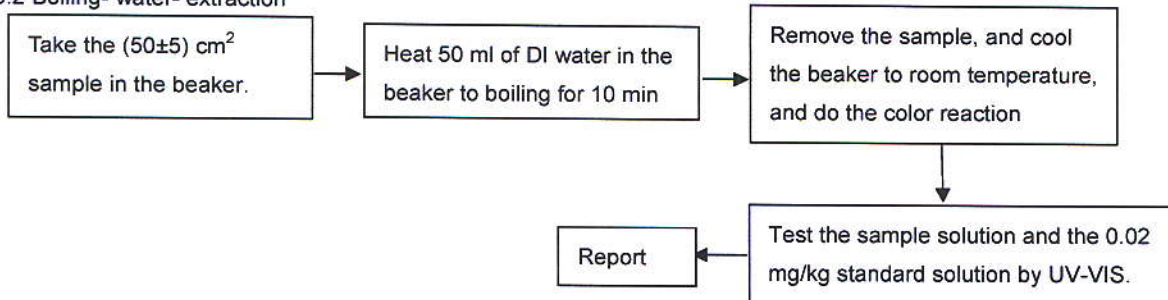 Boiling- water- extraction
Take the (50±5) cm²
sample in the beaker.
Heat 50 ml of DI water in the
beaker to boiling for 10 min
Remove the sample, and cool
the beaker to room temperature,
and do the color reaction
Test the sample solution and the 0.02
mg/kg standard solution by UV-VIS.
Report